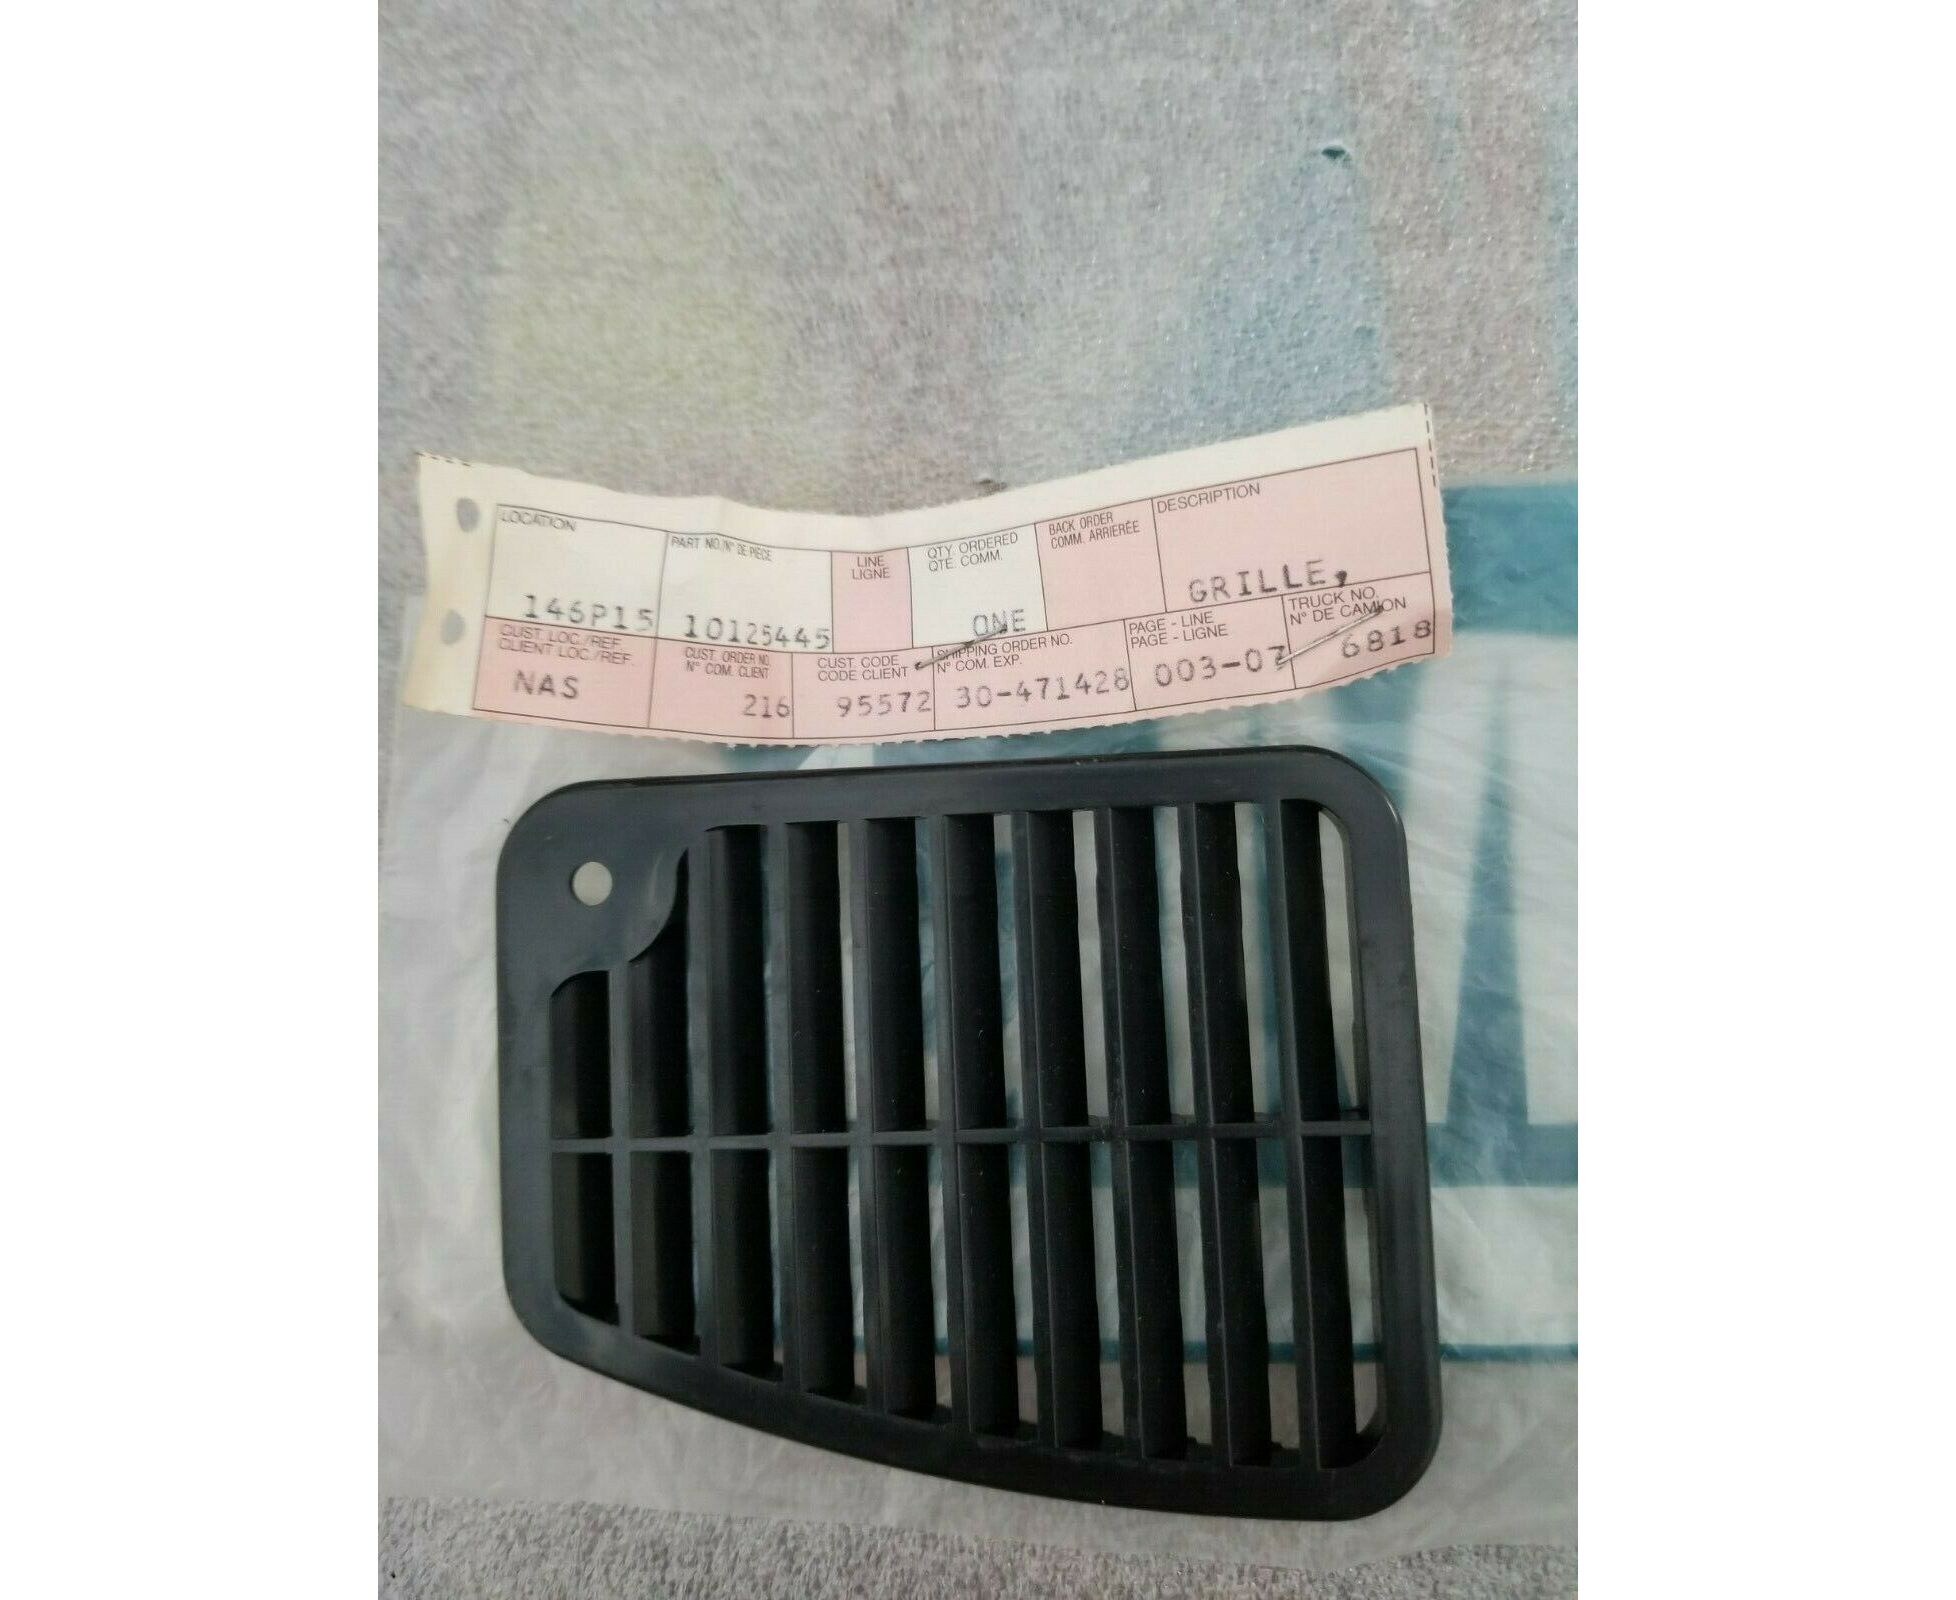 LOCATION
146P15
PART NO./N° DE PIÈCE
10125445
LINE
LIGNE
QTY. ORDERED
QTE. COMM.
ONE
BACK ORDER
COMM. ARRIERÉE
DESCRIPTION
GRILLE,
CUST. LOC./REF.
CLIENT LOC./REF.
NAS
CUST. ORDER NO.
N° COM. CLIENT
216
CUST. CODE
CODE CLIENT
95572
SHIPPING ORDER NO.
N° COM. EXP.
30-471428
PAGE - LINE
PAGE - LIGNE
003-07
TRUCK NO.
N° DE CAMION
6818